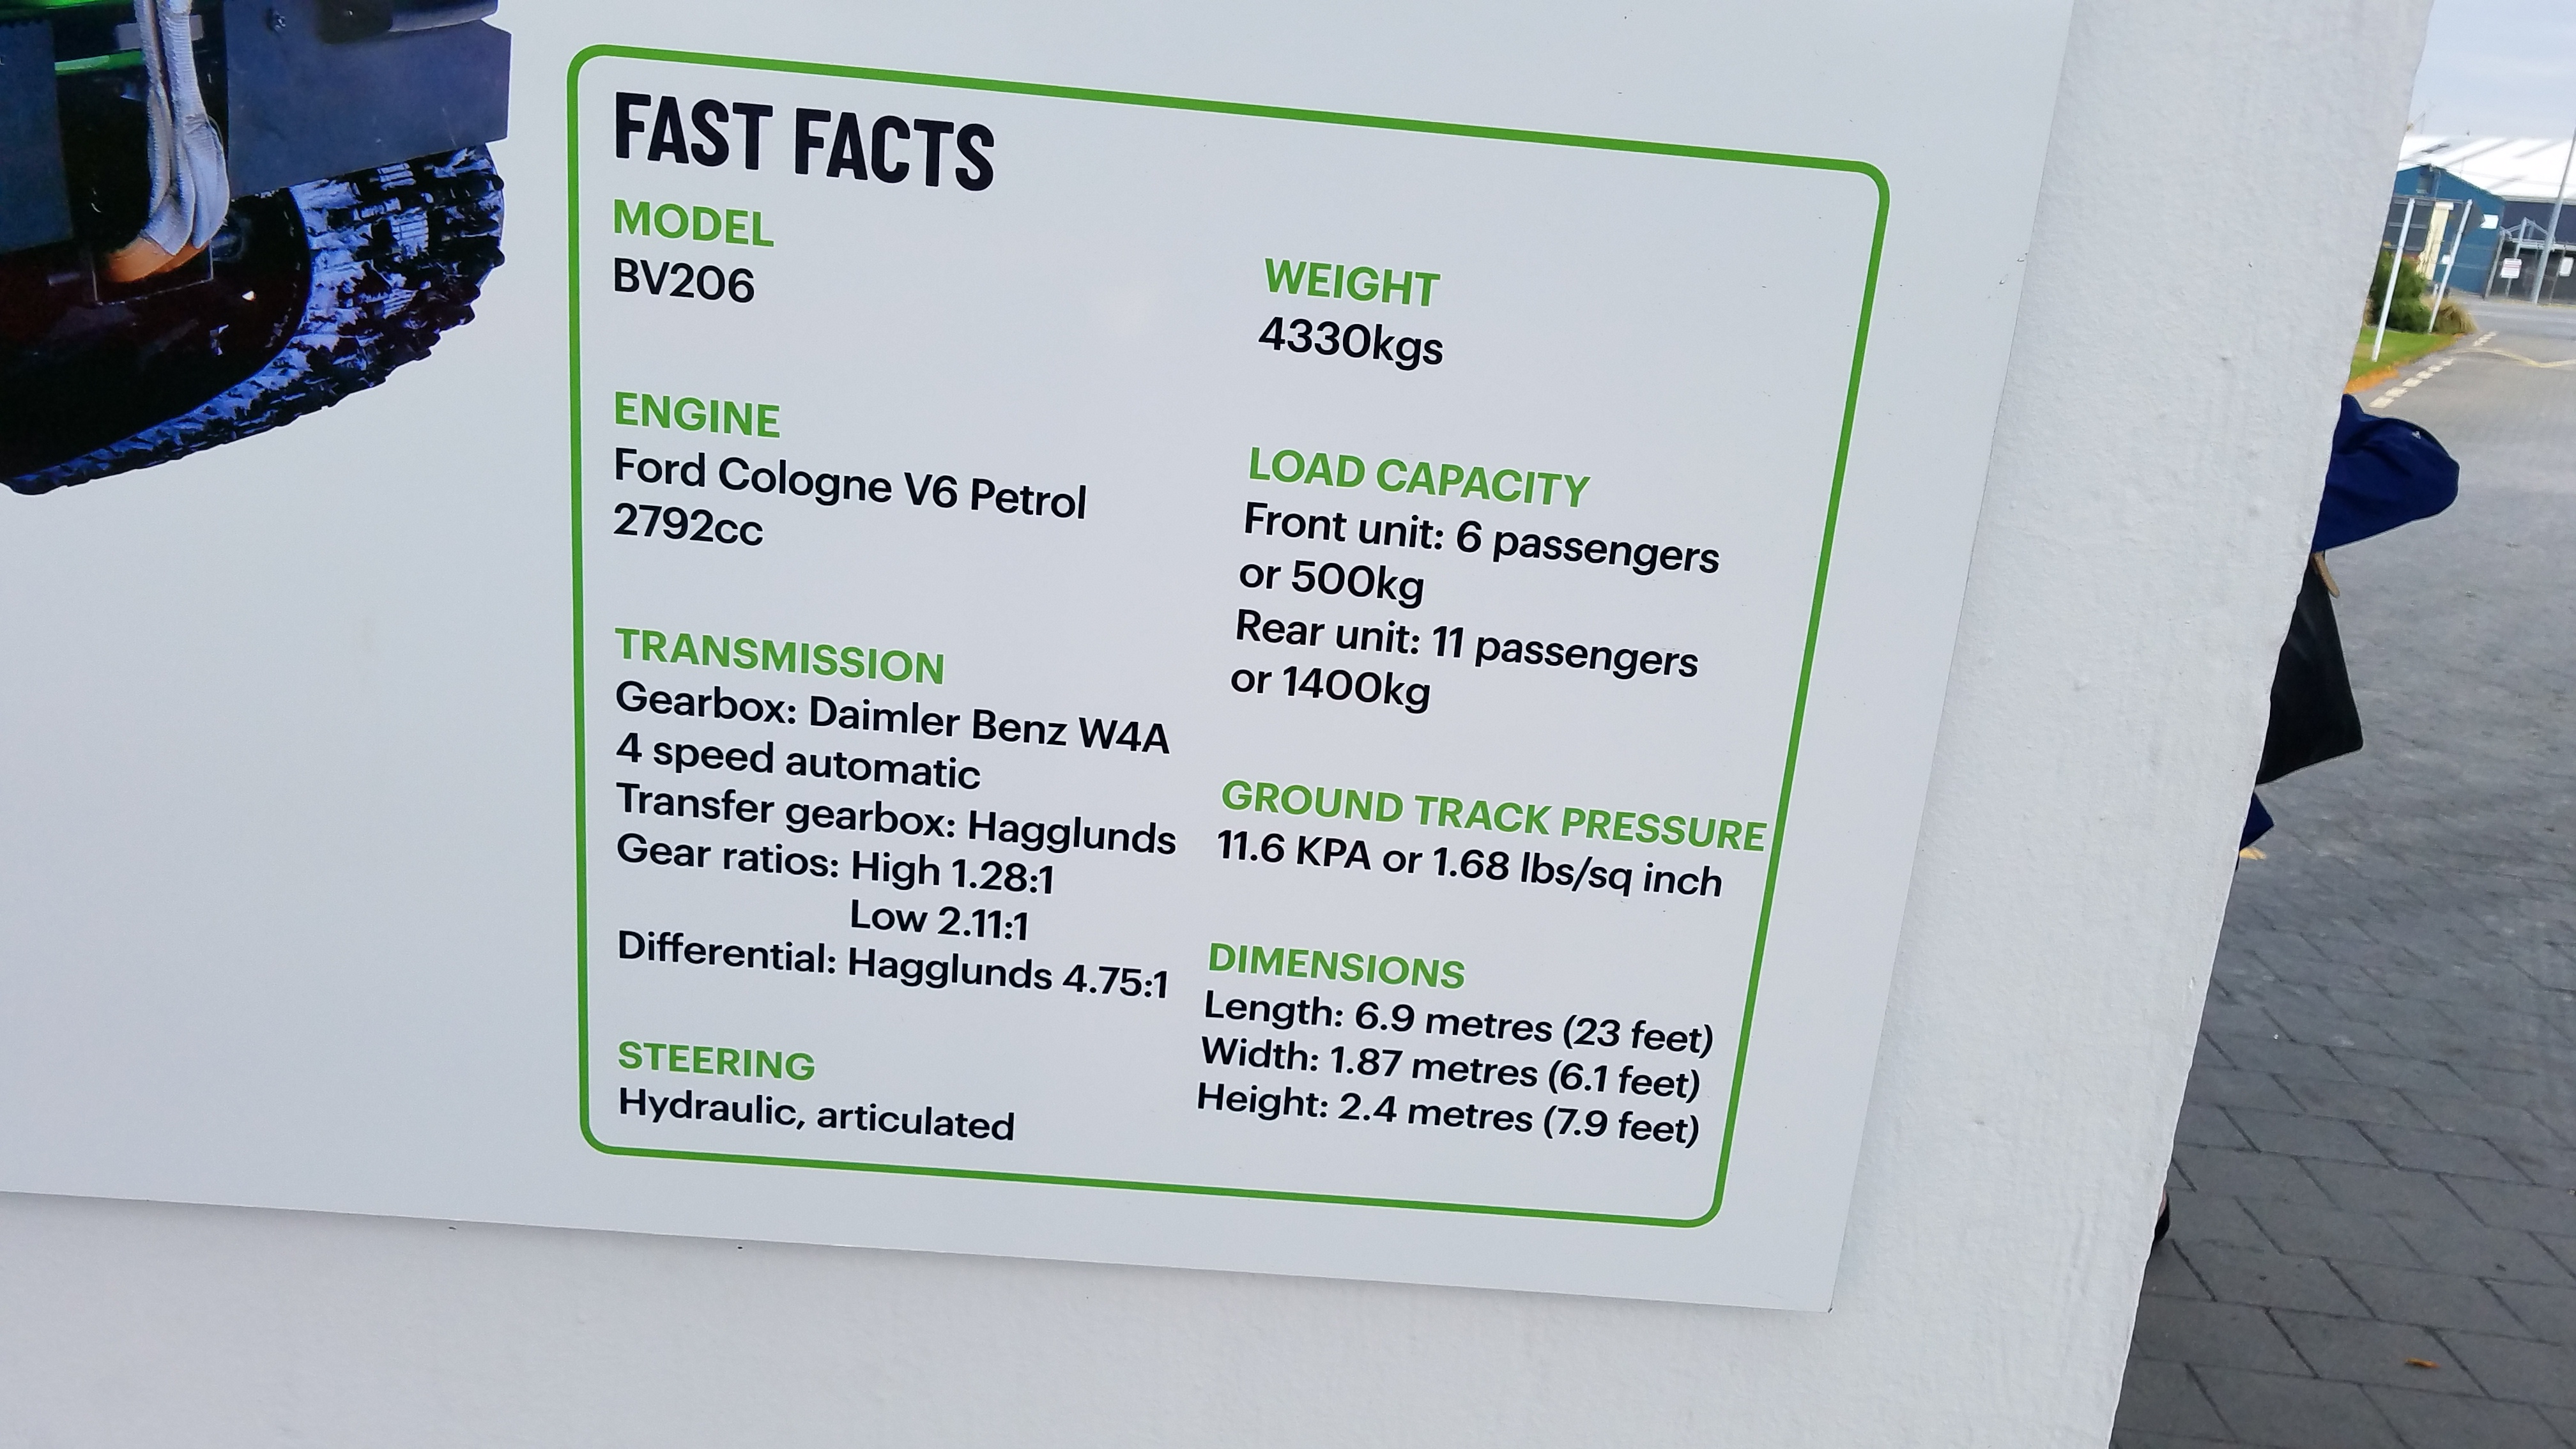 FAST FACTS
MODEL
BV206
ENGINE
Ford Cologne V6 Petrol
2792cc
TRANSMISSION
Gearbox: Daimler Benz W4A
4 speed automatic
Transfer gearbox: Hagglunds
Gear ratios: High 1.28:1
Low 2.11:1
Differential: Hagglunds 4.75:1
STEERING
Hydraulic, articulated
WEIGHT
4330kgs
LOAD CAPACITY
Front unit: 6 passengers
or 500kg
Rear unit: 11 passengers
or 1400kg
GROUND TRACK PRESSURE
11.6 KPA or 1.68 lbs/sq inch
DIMENSIONS
Length: 6.9 metres (23 feet)
Width: 1.87 metres (6.1 feet)
Height: 2.4 metres (7.9 feet)